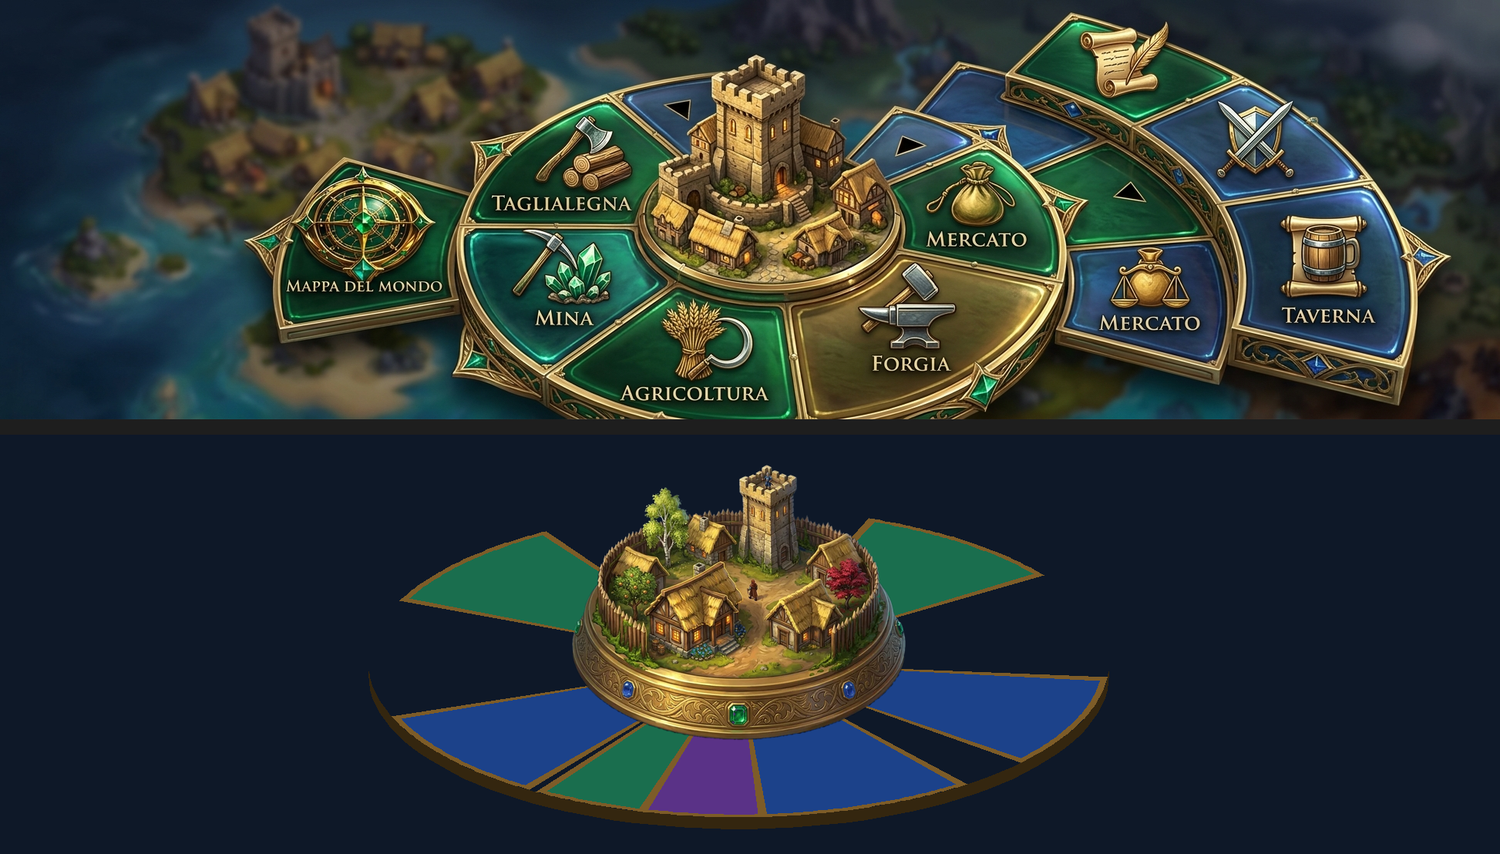 TAGLIALEGNA
MERCATO
MAPPA DEL MONDO
MINA
MERCATO
TAVERNA
FORGIA
AGRICOLTURA